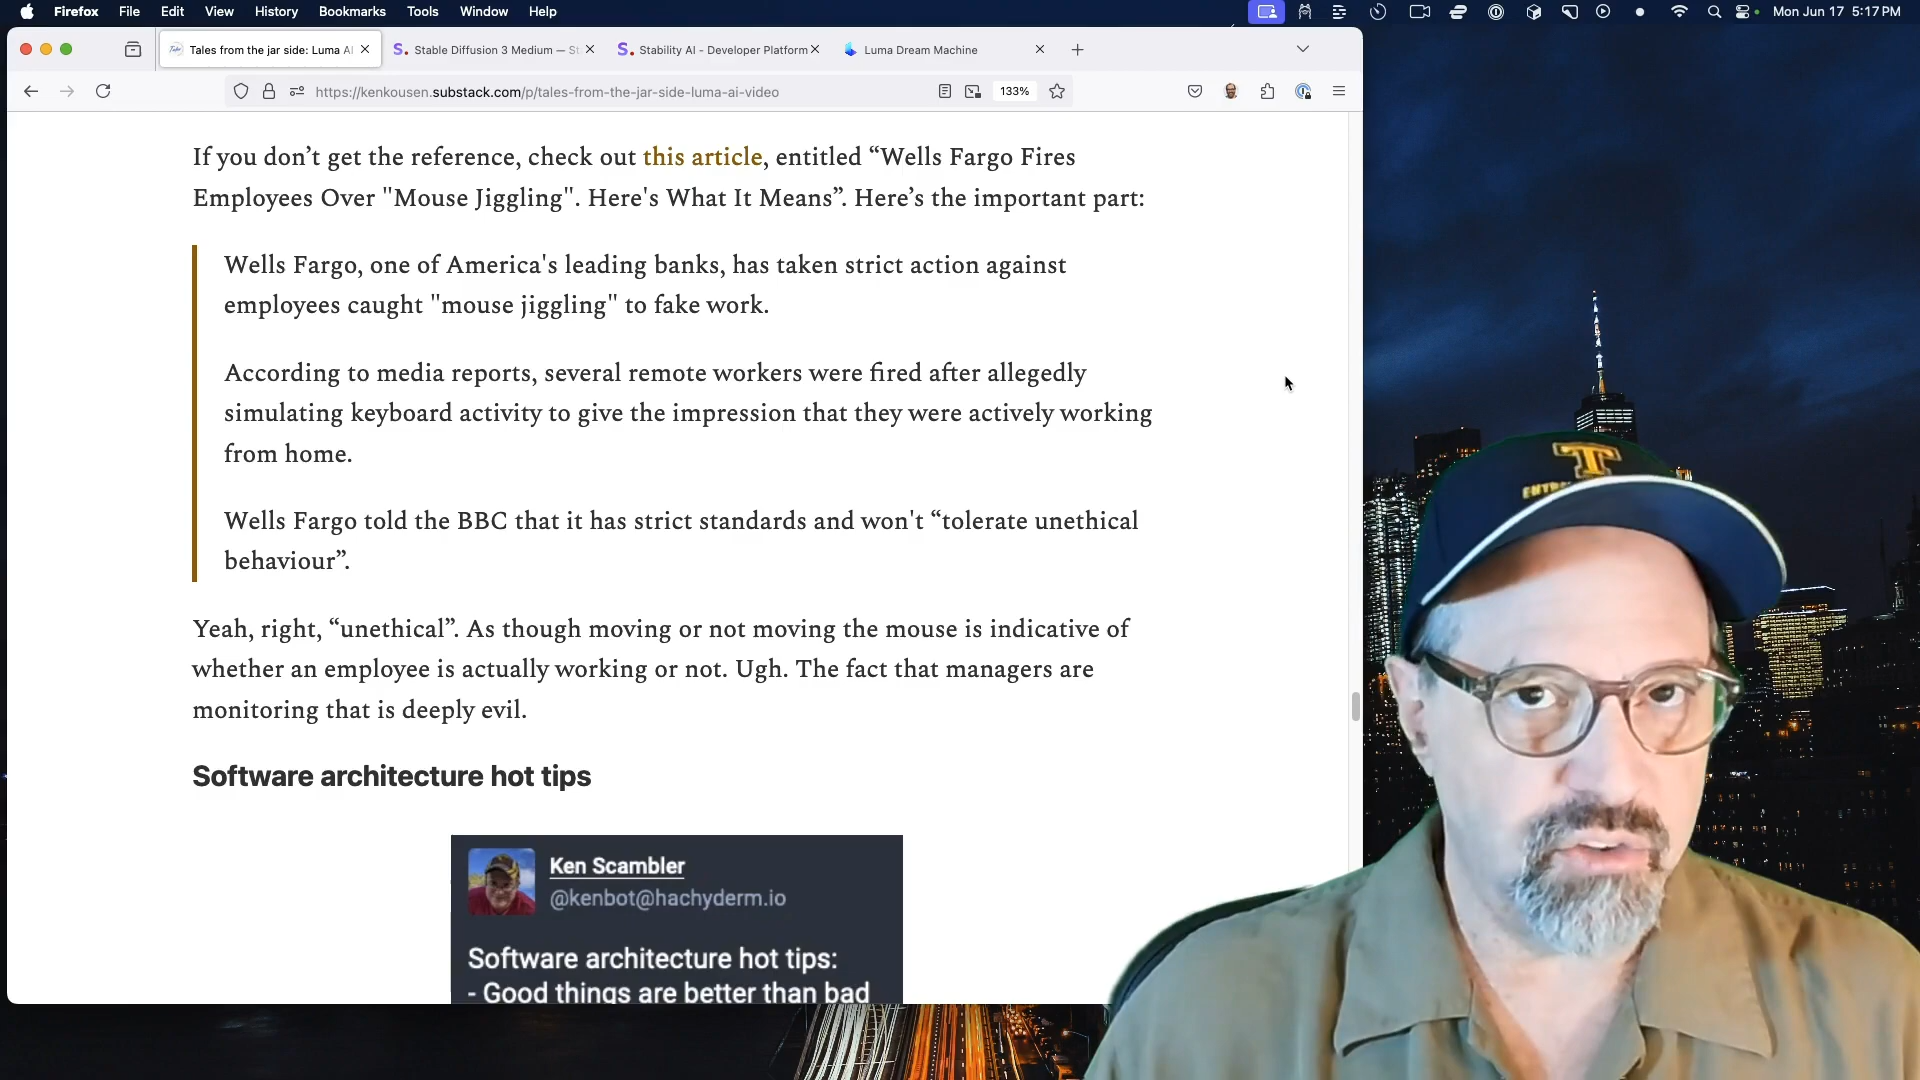 Firefox File Edit View History Bookmarks Tools Window Help Mon Jun 17 5:17 PM
Tales from the jar side: Luma AI Stable Diffusion 3 Medium — St Stability AI - Developer Platform Luma Dream Machine
https://kenkousen.substack.com/p/tales-from-the-jar-side-luma-ai-video 133%
If you don’t get the reference, check out this article, entitled “Wells Fargo Fires
Employees Over "Mouse Jiggling". Here's What It Means”. Here’s the important part:
Wells Fargo, one of America's leading banks, has taken strict action against
employees caught "mouse jiggling" to fake work.
According to media reports, several remote workers were fired after allegedly
simulating keyboard activity to give the impression that they were actively working
from home.
Wells Fargo told the BBC that it has strict standards and won't “tolerate unethical
behaviour”.
Yeah, right, “unethical”. As though moving or not moving the mouse is indicative of
whether an employee is actually working or not. Ugh. The fact that managers are
monitoring that is deeply evil.
Software architecture hot tips
Ken Scambler
@kenbot@hachyderm.io
Software architecture hot tips:
- Good things are better than bad
T